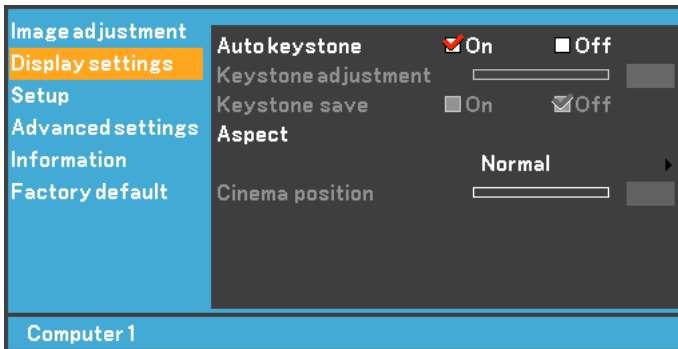 Image adjustment
Display settings
Setup
Advanced settings
Information
Factory default
Auto keystone On Off
Keystone adjustment
Keystone save On Off
Aspect
Normal
Cinema position
Computer 1